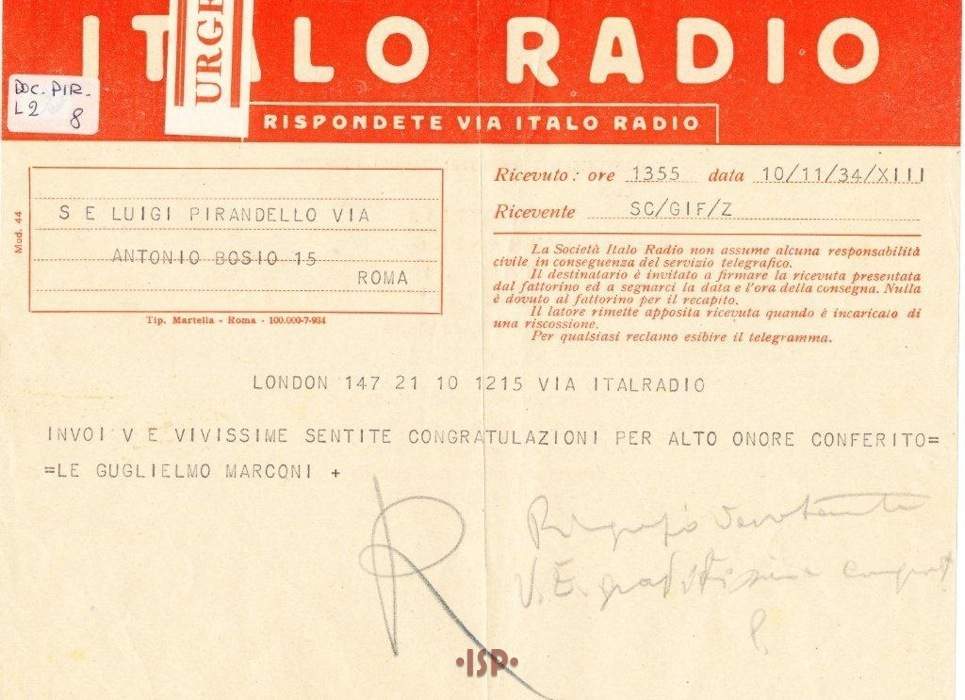 ITALO RADIO
URGE
DOC. PIR.
L2 8
RISPONDETE VIA ITALO RADIO
Mod. 44
S E LUIGI PIRANDELLO VIA
ANTONIO BOSIO 15
ROMA
Tip. Martella - Roma - 100.000-7-934
Ricevuto: ore 1355 data 10/11/34/XIII
Ricevente SC/GIF/Z
La Società Italo Radio non assume alcuna responsabilità
civile in conseguenza del servizio telegrafico.
Il destinatario è invitato a firmare la ricevuta presentata
dal fattorino ed a segnarci la data e l'ora della consegna. Nulla
è dovuto al fattorino per il recapito.
Il latore rimette apposita ricevuta quando è incaricato di
una riscossione.
Per qualsiasi reclamo esibire il telegramma.
LONDON 147 21 10 1215 VIA ITALRADIO
INVOI V E VIVISSIME SENTITE CONGRATULAZIONI PER ALTO ONORE CONFERITO=
=LE GUGLIELMO MARCONI +
R
V. E.
·ISP·